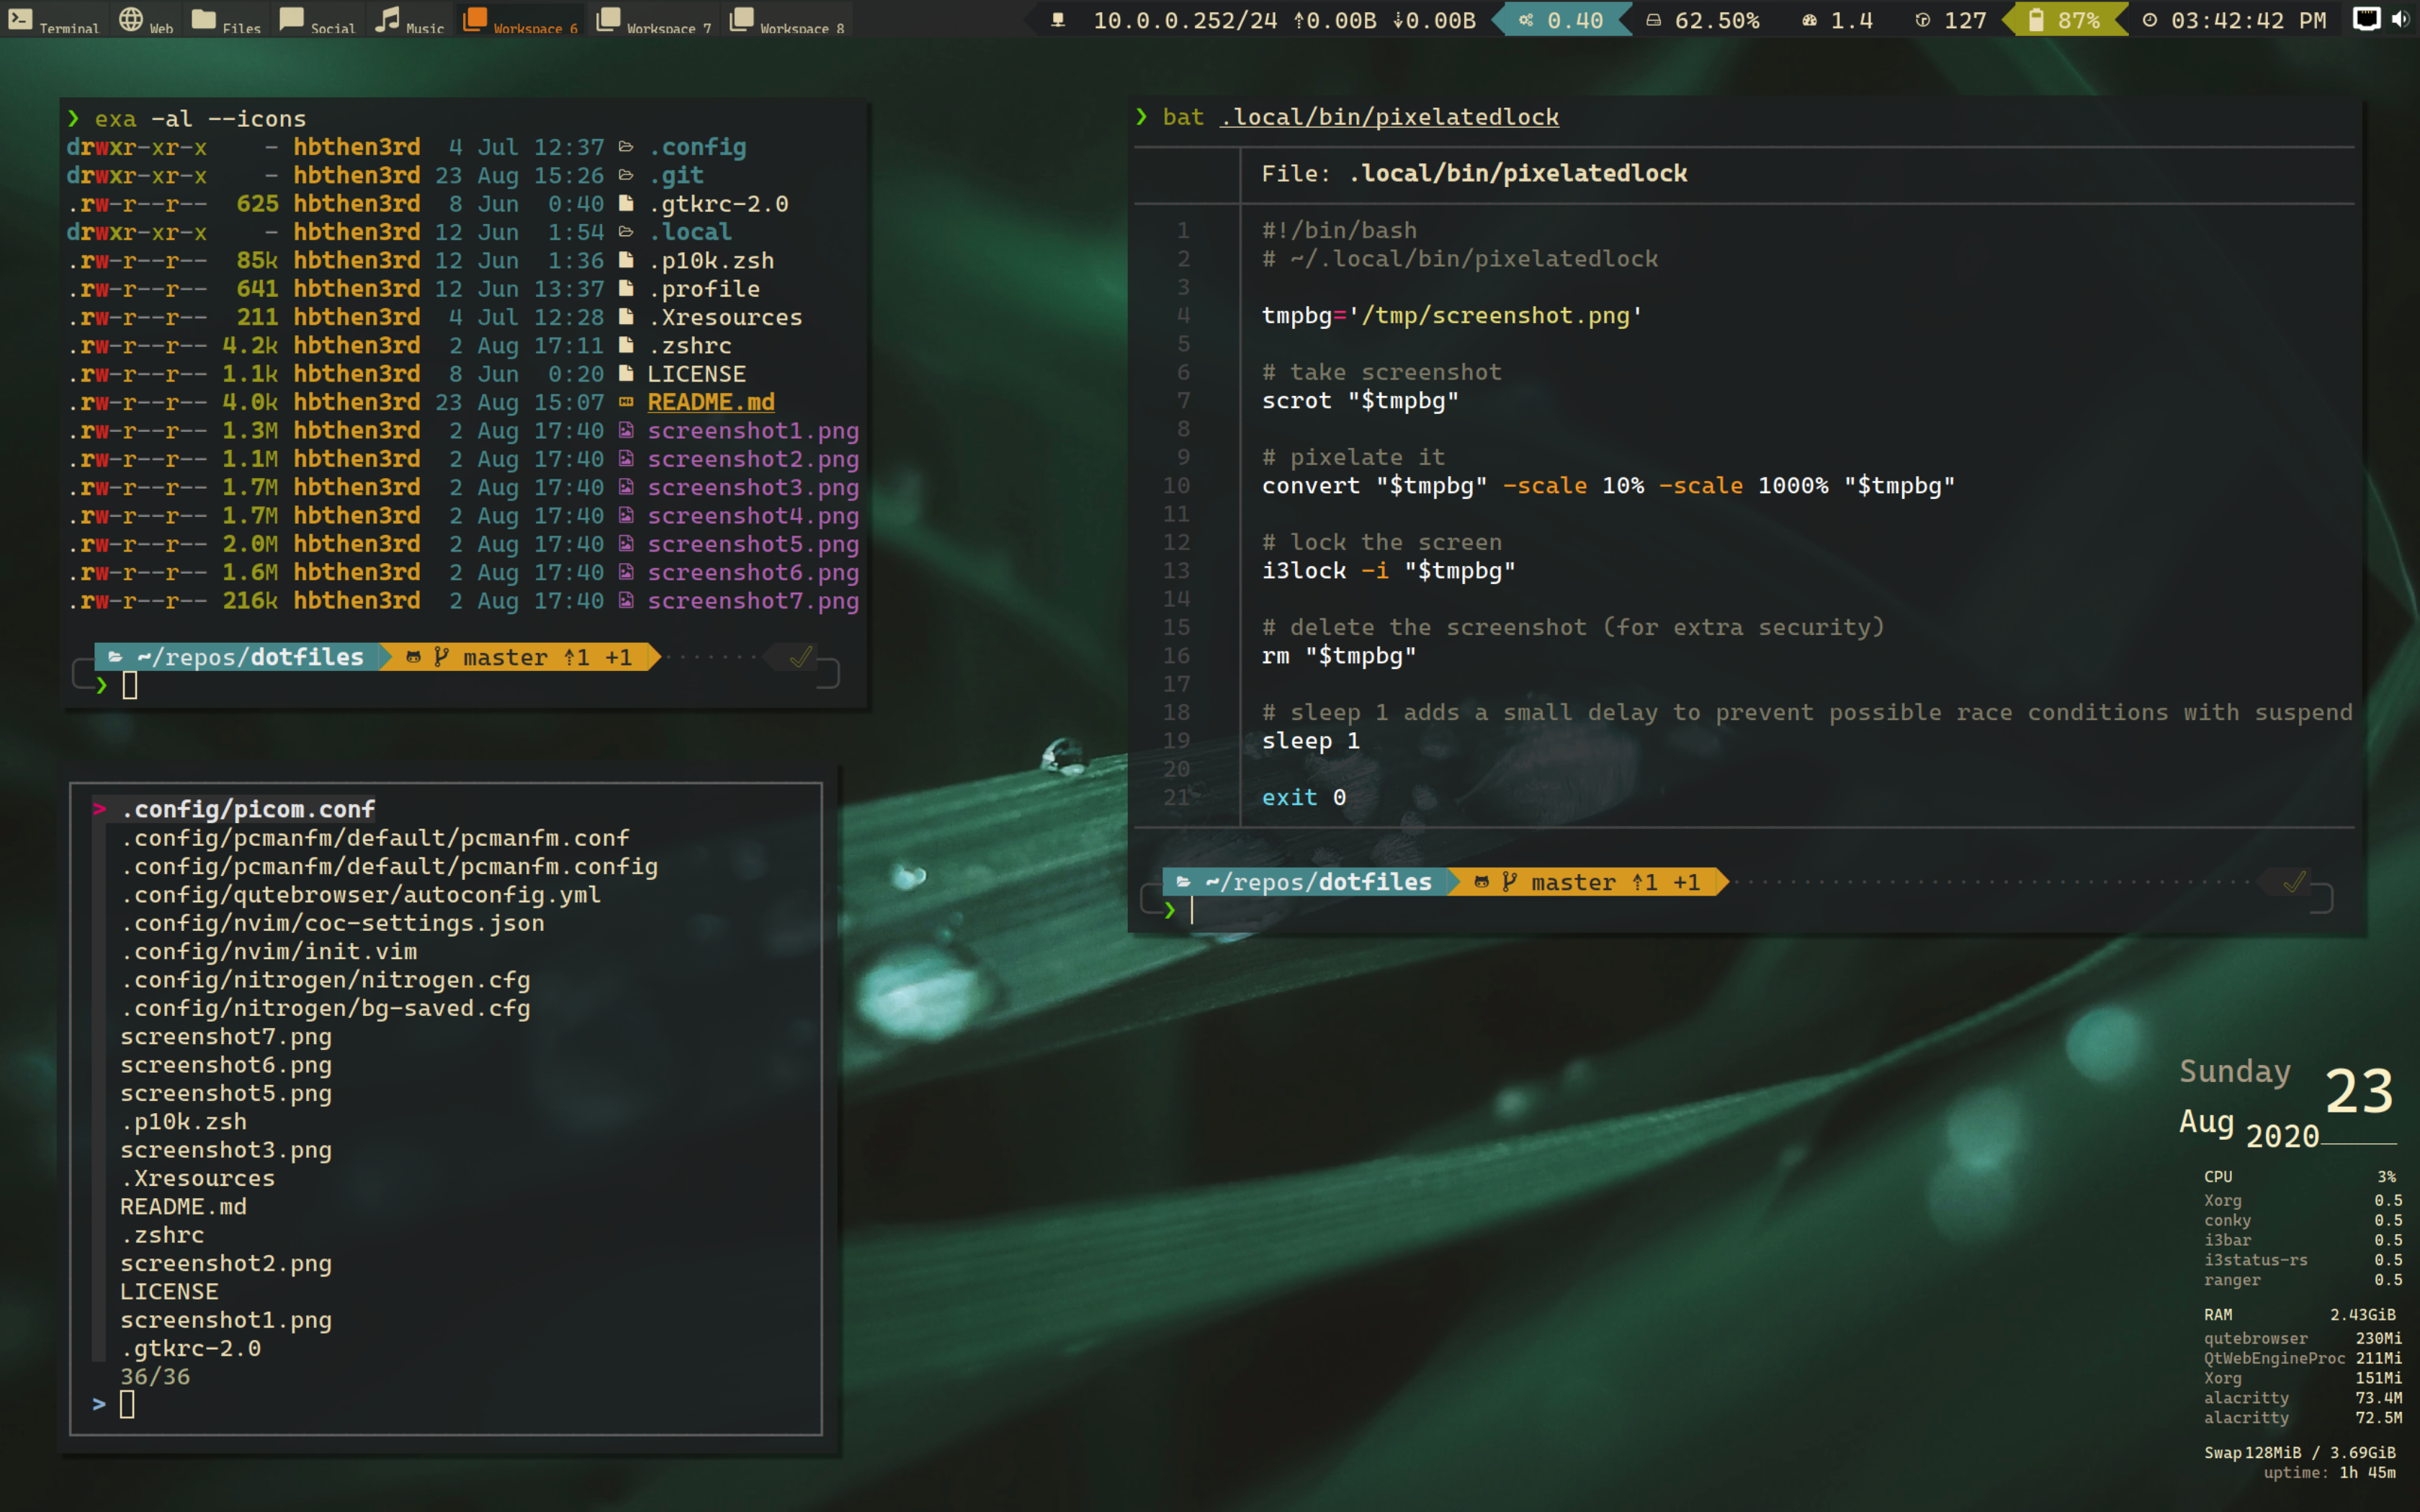 Terminal Web Files Social Music Workspace 6 Workspace 7 Workspace 8 10.0.0.252/24 ⇡0.00B ⇣0.00B 0.40 62.50% 1.4 127 87% 03:42:42 PM
❯ exa -al --icons
drwxr-xr-x - hbthen3rd 4 Jul 12:37 .config
drwxr-xr-x - hbthen3rd 23 Aug 15:26 .git
.rw-r--r-- 625 hbthen3rd 8 Jun 0:40 .gtkrc-2.0
drwxr-xr-x - hbthen3rd 12 Jun 1:54 .local
.rw-r--r-- 85k hbthen3rd 12 Jun 1:36 .p10k.zsh
.rw-r--r-- 641 hbthen3rd 12 Jun 13:37 .profile
.rw-r--r-- 211 hbthen3rd 4 Jul 12:28 .Xresources
.rw-r--r-- 4.2k hbthen3rd 2 Aug 17:11 .zshrc
.rw-r--r-- 1.1k hbthen3rd 8 Jun 0:20 LICENSE
.rw-r--r-- 4.0k hbthen3rd 23 Aug 15:07 README.md
.rw-r--r-- 1.3M hbthen3rd 2 Aug 17:40 screenshot1.png
.rw-r--r-- 1.1M hbthen3rd 2 Aug 17:40 screenshot2.png
.rw-r--r-- 1.7M hbthen3rd 2 Aug 17:40 screenshot3.png
.rw-r--r-- 1.7M hbthen3rd 2 Aug 17:40 screenshot4.png
.rw-r--r-- 2.0M hbthen3rd 2 Aug 17:40 screenshot5.png
.rw-r--r-- 1.6M hbthen3rd 2 Aug 17:40 screenshot6.png
.rw-r--r-- 216k hbthen3rd 2 Aug 17:40 screenshot7.png
~/repos/dotfiles master ⇡1 +1
❯
> .config/picom.conf
.config/pcmanfm/default/pcmanfm.conf
.config/pcmanfm/default/pcmanfm.config
.config/qutebrowser/autoconfig.yml
.config/nvim/coc-settings.json
.config/nvim/init.vim
.config/nitrogen/nitrogen.cfg
.config/nitrogen/bg-saved.cfg
screenshot7.png
screenshot6.png
screenshot5.png
.p10k.zsh
screenshot3.png
.Xresources
README.md
.zshrc
screenshot2.png
LICENSE
screenshot1.png
.gtkrc-2.0
36/36
>
❯ bat .local/bin/pixelatedlock
File: .local/bin/pixelatedlock
1 #!/bin/bash
2 # ~/.local/bin/pixelatedlock
3
4 tmpbg='/tmp/screenshot.png'
5
6 # take screenshot
7 scrot "$tmpbg"
8
9 # pixelate it
10 convert "$tmpbg" -scale 10% -scale 1000% "$tmpbg"
11
12 # lock the screen
13 i3lock -i "$tmpbg"
14
15 # delete the screenshot (for extra security)
16 rm "$tmpbg"
17
18 # sleep 1 adds a small delay to prevent possible race conditions with suspend
19 sleep 1
20
21 exit 0
~/repos/dotfiles master ⇡1 +1
❯
Sunday 23
Aug 2020
CPU 3%
Xorg 0.5
conky 0.5
i3bar 0.5
i3status-rs 0.5
ranger 0.5
RAM 2.43GiB
qutebrowser 230Mi
QtWebEngineProc 211Mi
Xorg 151Mi
alacritty 73.4M
alacritty 72.5M
Swap 128MiB / 3.69GiB
uptime: 1h 45m